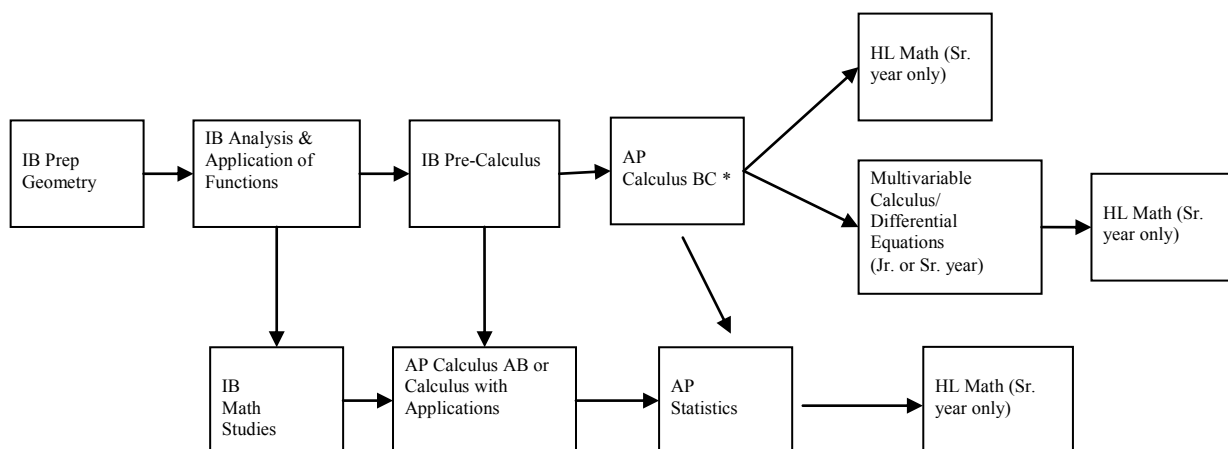 HL Math (Sr.
year only)
IB Prep
Geometry
IB Analysis &
Application of
Functions
IB Pre-Calculus
AP
Calculus BC *
Multivariable
Calculus/
Differential
Equations
(Jr. or Sr. year)
HL Math (Sr.
year only)
IB
Math
Studies
AP Calculus AB or
Calculus with
Applications
AP
Statistics
HL Math (Sr.
year only)